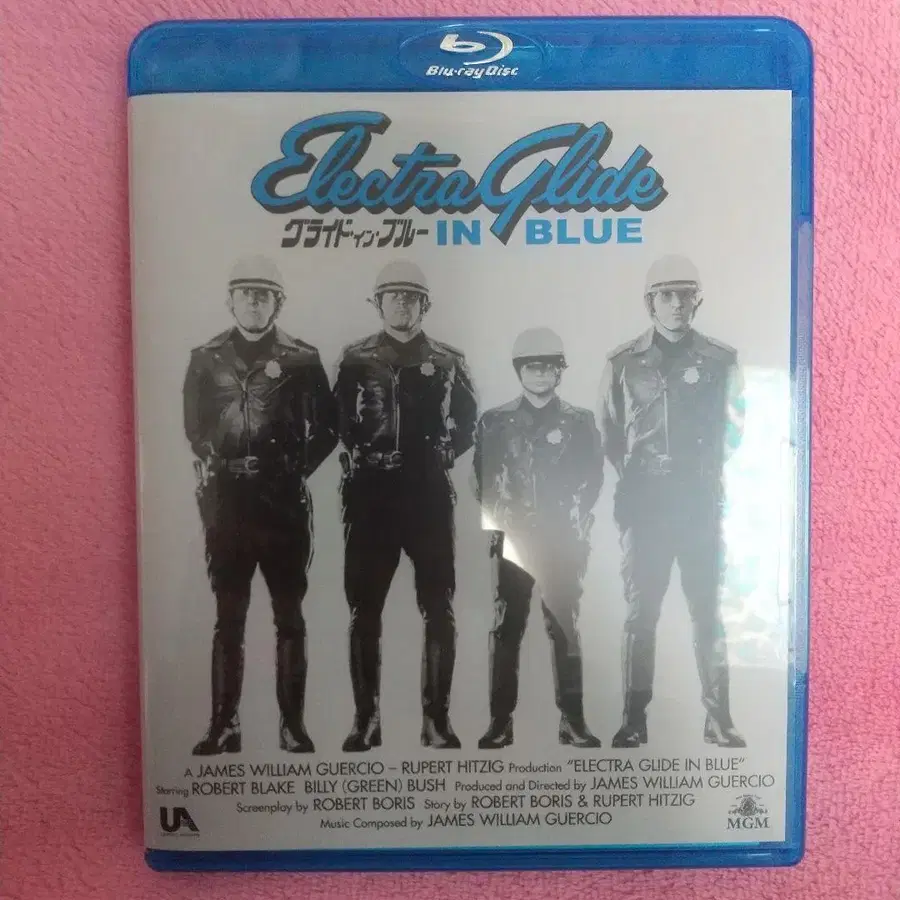 Blu-ray Disc
Electra Glide
グライド・イン・ブルー IN BLUE
A JAMES WILLIAM GUERCIO – RUPERT HITZIG Production "ELECTRA GLIDE IN BLUE"
Starring ROBERT BLAKE BILLY (GREEN) BUSH Produced and Directed by JAMES WILLIAM GUERCIO
Screenplay by ROBERT BORIS Story by ROBERT BORIS & RUPERT HITZIG
Music Composed by JAMES WILLIAM GUERCIO
UA
MGM